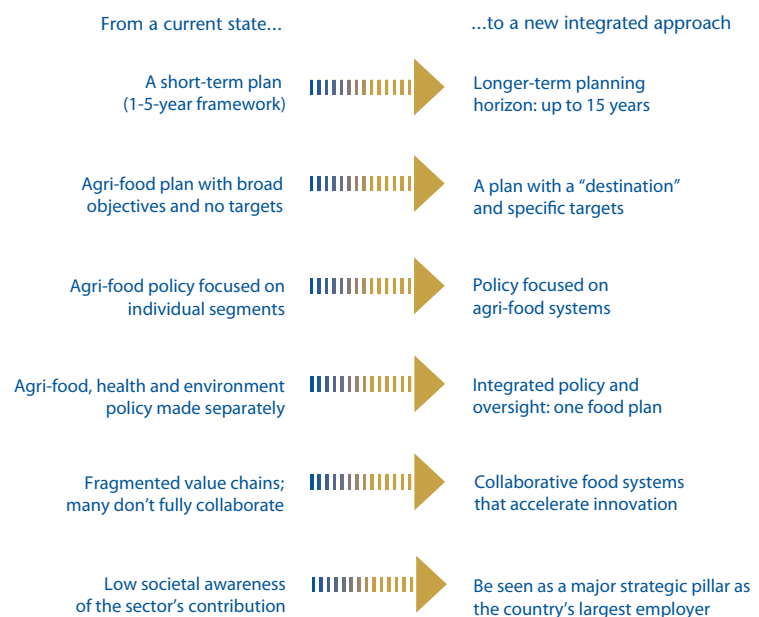 From a current state...
...to a new integrated approach
A short-term plan
(1-5-year framework)
Longer-term planning
horizon: up to 15 years
Agri-food plan with broad
objectives and no targets
A plan with a “destination”
and specific targets
Agri-food policy focused on
individual segments
Policy focused on
agri-food systems
Agri-food, health and environment
policy made separately
Integrated policy and
oversight: one food plan
Fragmented value chains;
many don’t fully collaborate
Collaborative food systems
that accelerate innovation
Low societal awareness
of the sector’s contribution
Be seen as a major strategic pillar as
the country’s largest employer